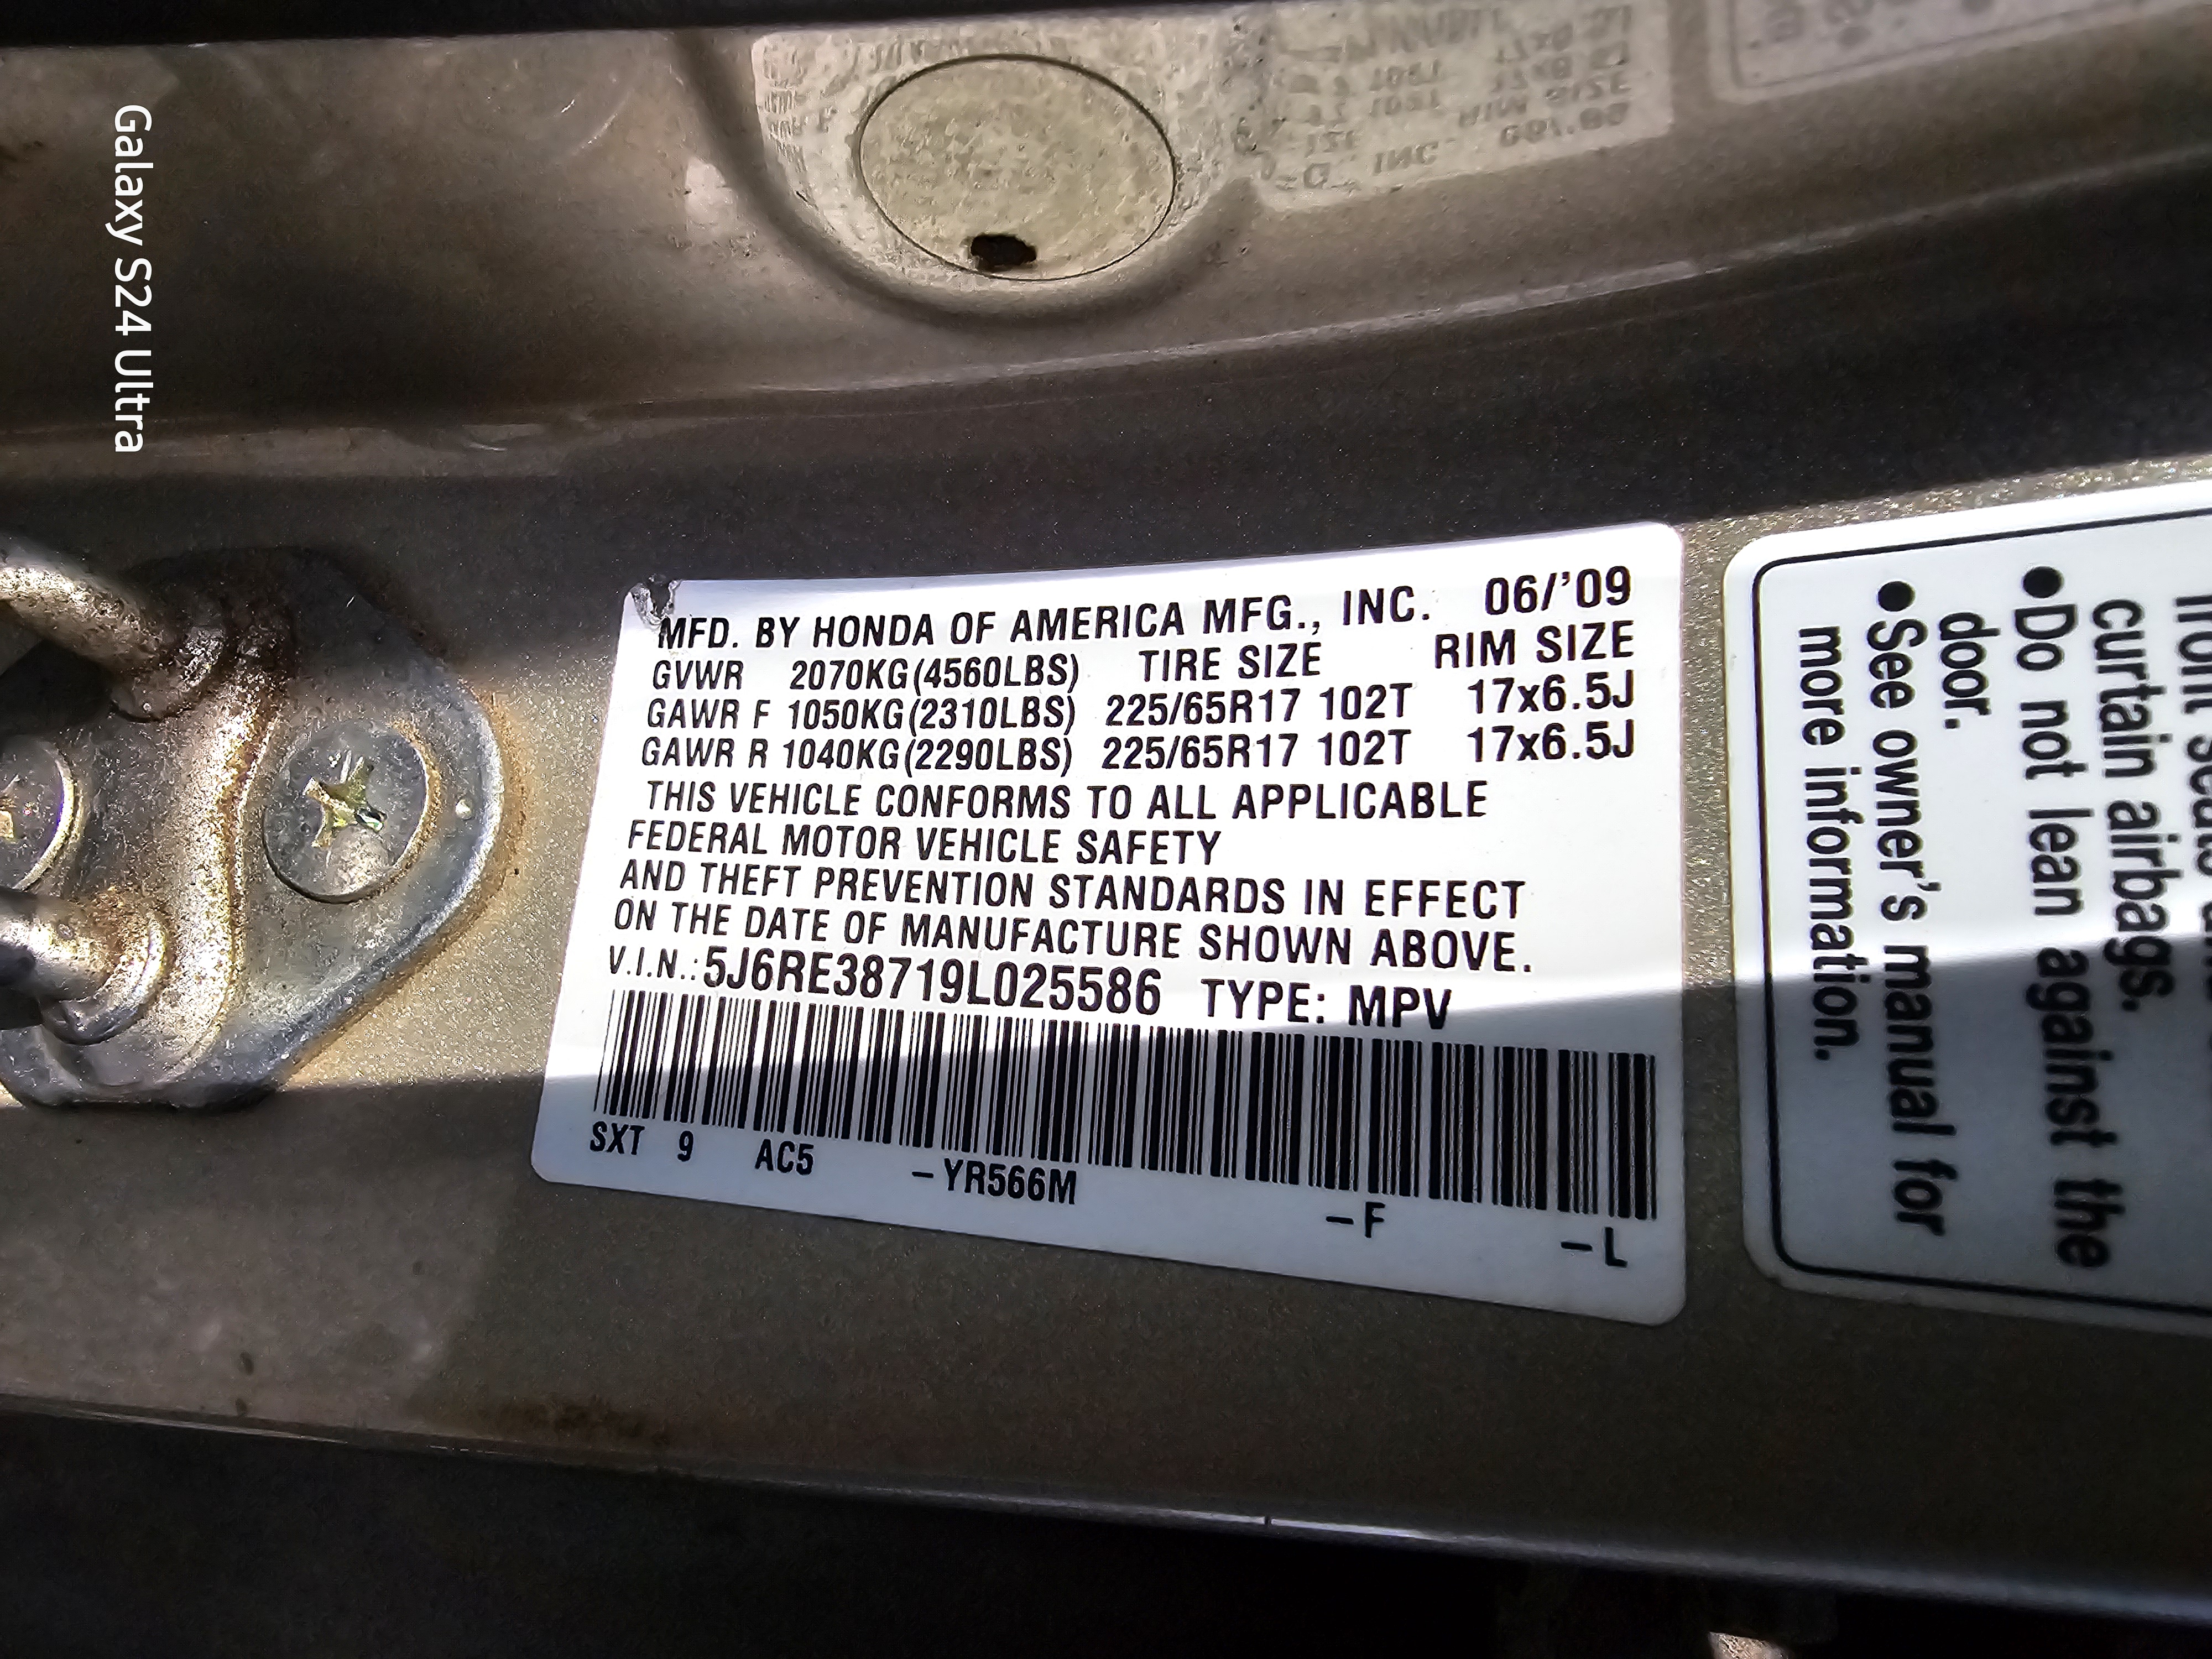 Galaxy S24 Ultra
MFD. BY HONDA OF AMERICA MFG., INC. 06/'09
GVWR 2070KG(4560LBS) TIRE SIZE RIM SIZE
GAWR F 1050KG(2310LBS) 225/65R17 102T 17x6.5J
GAWR R 1040KG(2290LBS) 225/65R17 102T 17x6.5J
THIS VEHICLE CONFORMS TO ALL APPLICABLE
FEDERAL MOTOR VEHICLE SAFETY
AND THEFT PREVENTION STANDARDS IN EFFECT
ON THE DATE OF MANUFACTURE SHOWN ABOVE.
V.I.N.: 5J6RE38719L025586 TYPE: MPV
SXT 9 AC5 -YR566M -F -L
curtain airbags.
●Do not lean against the
door.
●See owner's manual for
more information.